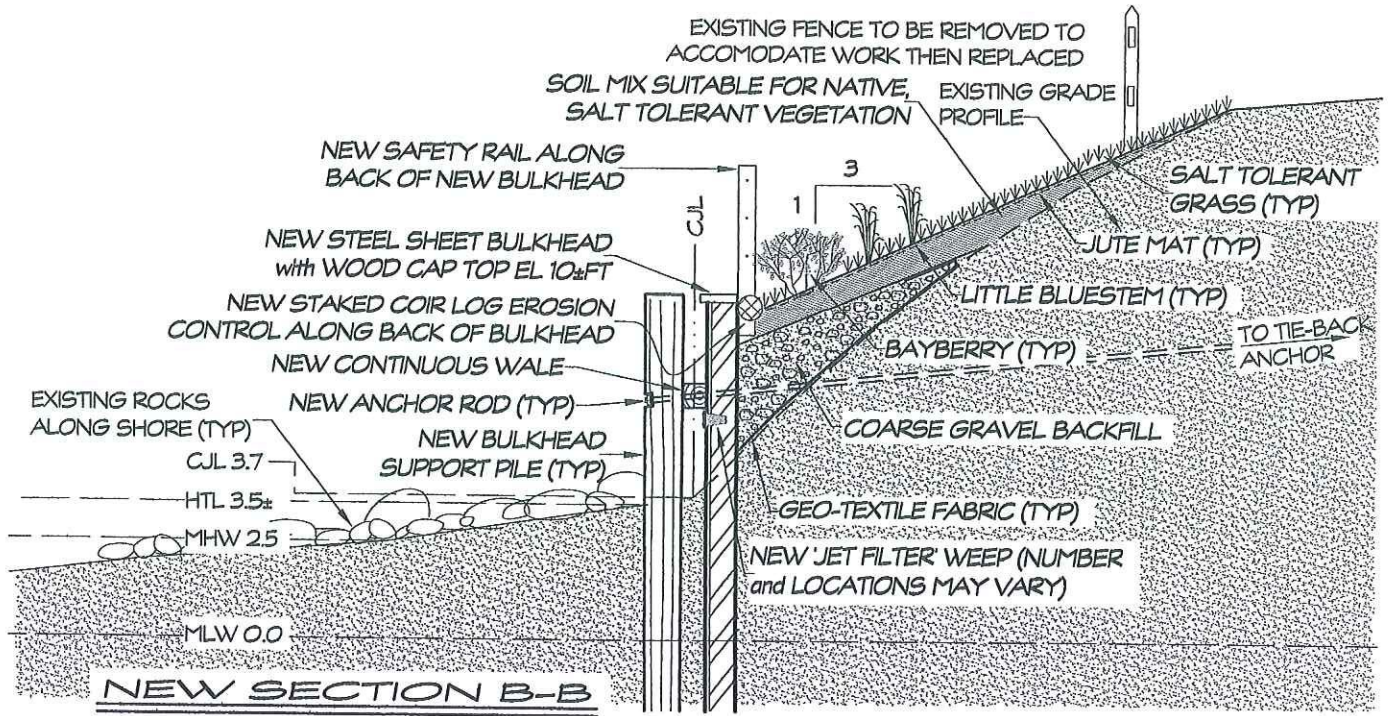 EXISTING FENCE TO BE REMOVED TO
ACCOMODATE WORK THEN REPLACED
SOIL MIX SUITABLE FOR NATIVE,
SALT TOLERANT VEGETATION
EXISTING GRADE
PROFILE
NEW SAFETY RAIL ALONG
BACK OF NEW BULKHEAD
CJL
1
3
SALT TOLERANT
GRASS (TYP)
NEW STEEL SHEET BULKHEAD
with WOOD CAP TOP EL 10±FT
JUTE MAT (TYP)
NEW STAKED COIR LOG EROSION
CONTROL ALONG BACK OF BULKHEAD
LITTLE BLUESTEM (TYP)
TO TIE-BACK
ANCHOR
BAYBERRY (TYP)
NEW CONTINUOUS WALE
EXISTING ROCKS
ALONG SHORE (TYP)
NEW ANCHOR ROD (TYP)
COARSE GRAVEL BACKFILL
NEW BULKHEAD
SUPPORT PILE (TYP)
CJL 3.7
HTL 3.5±
MHW 2.5
GEO-TEXTILE FABRIC (TYP)
NEW 'JET FILTER' WEEP (NUMBER
and LOCATIONS MAY VARY)
MLW 0.0
NEW SECTION B-B